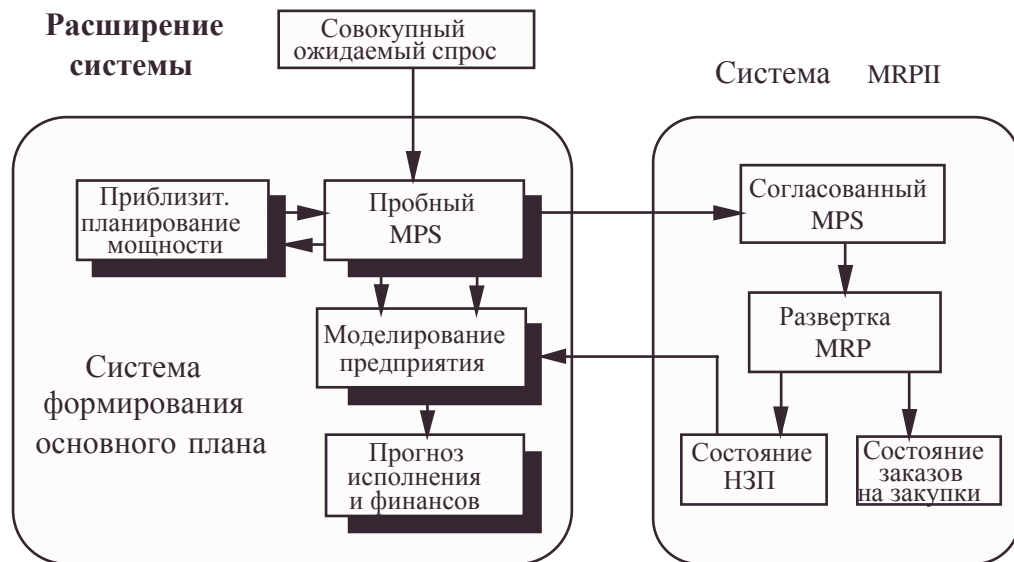 Расширение
системы
Совокупный
ожидаемый спрос
Система MRPII
Приблизит.
планирование
мощности
Пробный
MPS
Согласованный
MPS
Моделирование
предприятия
Развертка
MRP
Система
формирования
основного плана
Прогноз
исполнения
и финансов
Состояние
НЗП
Состояние
заказов
на закупки